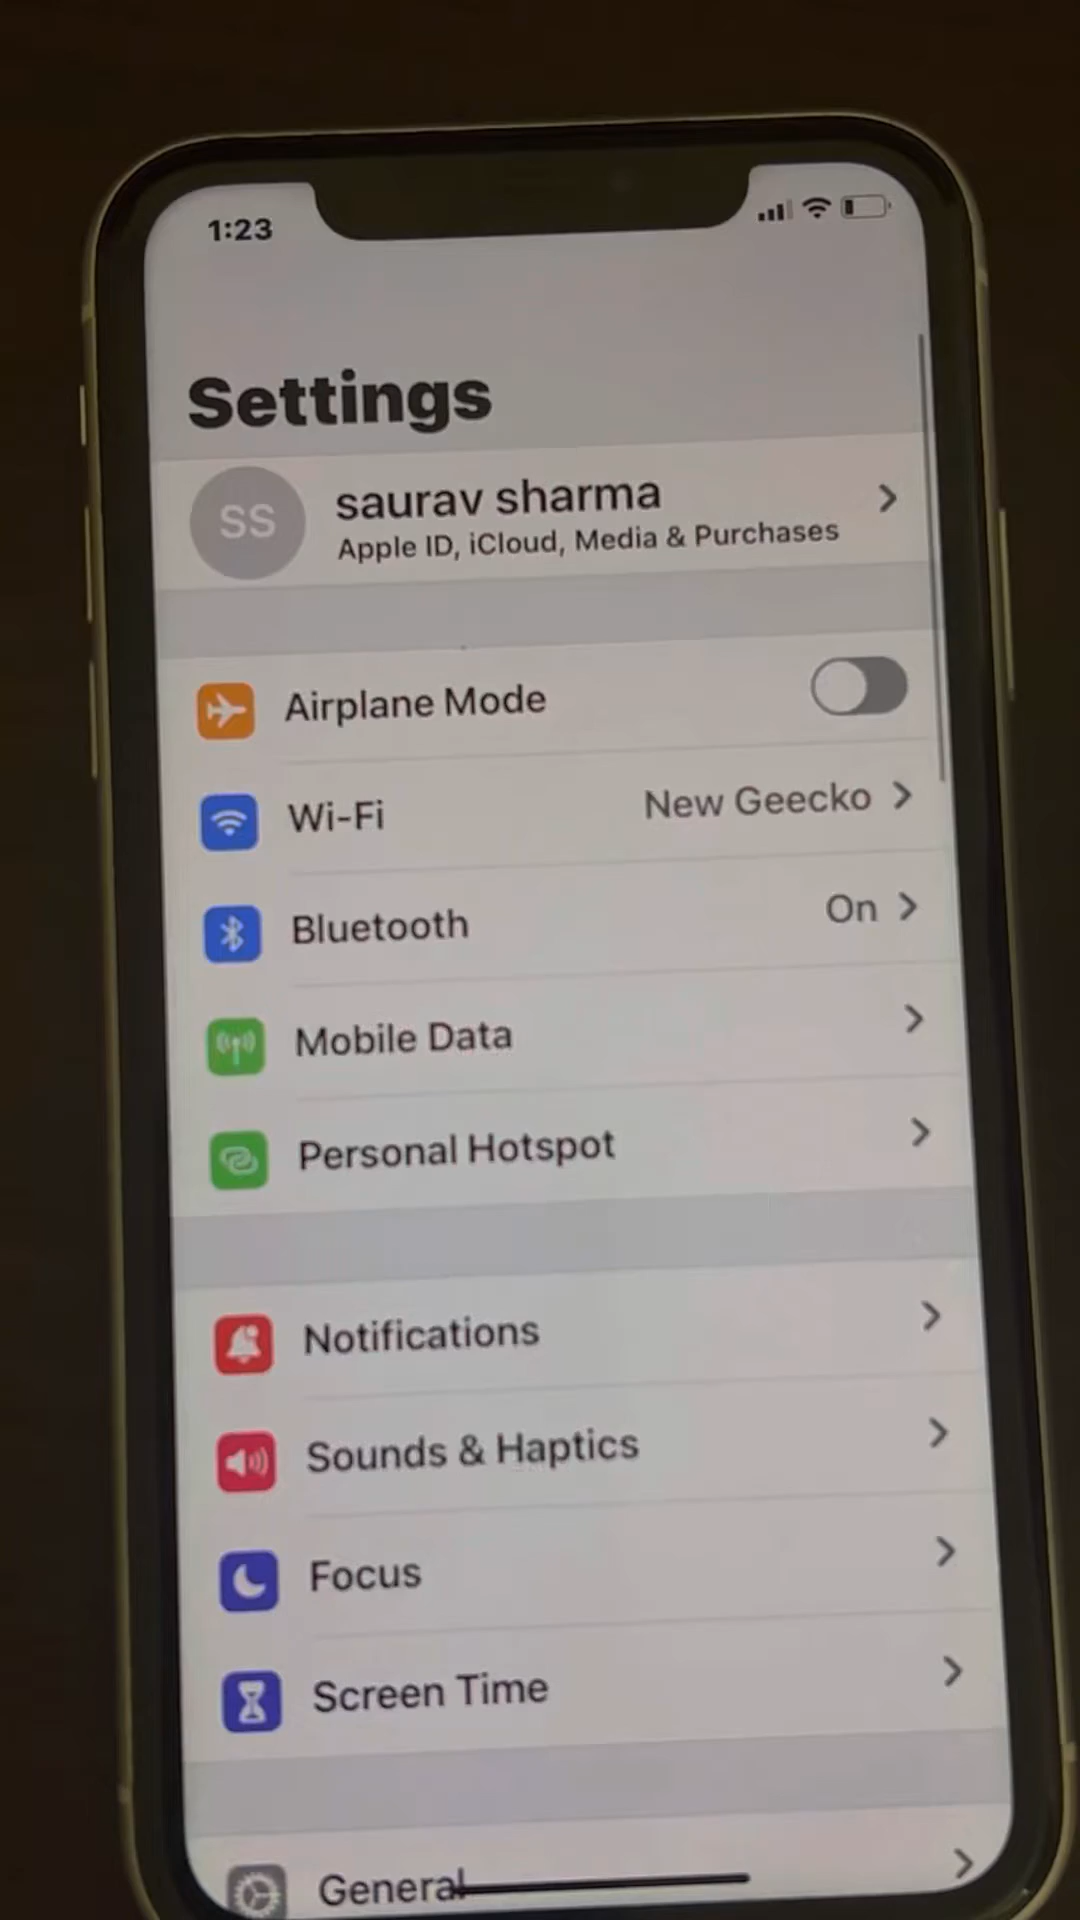 1:23
Settings
SS
saurav sharma
Apple ID, iCloud, Media & Purchases
Airplane Mode
Wi-Fi New Geecko
Bluetooth On
Mobile Data
Personal Hotspot
Notifications
Sounds & Haptics
Focus
Screen Time
General